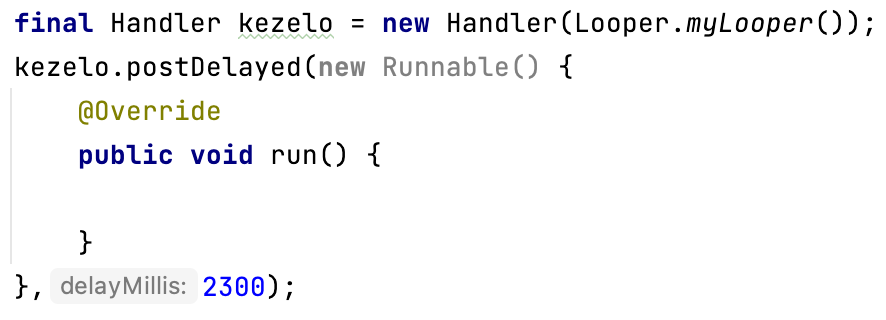 final Handler kezelo = new Handler(Looper.myLooper());
kezelo.postDelayed(new Runnable() {
@Override
public void run() {
}
}, delayMillis: 2300);